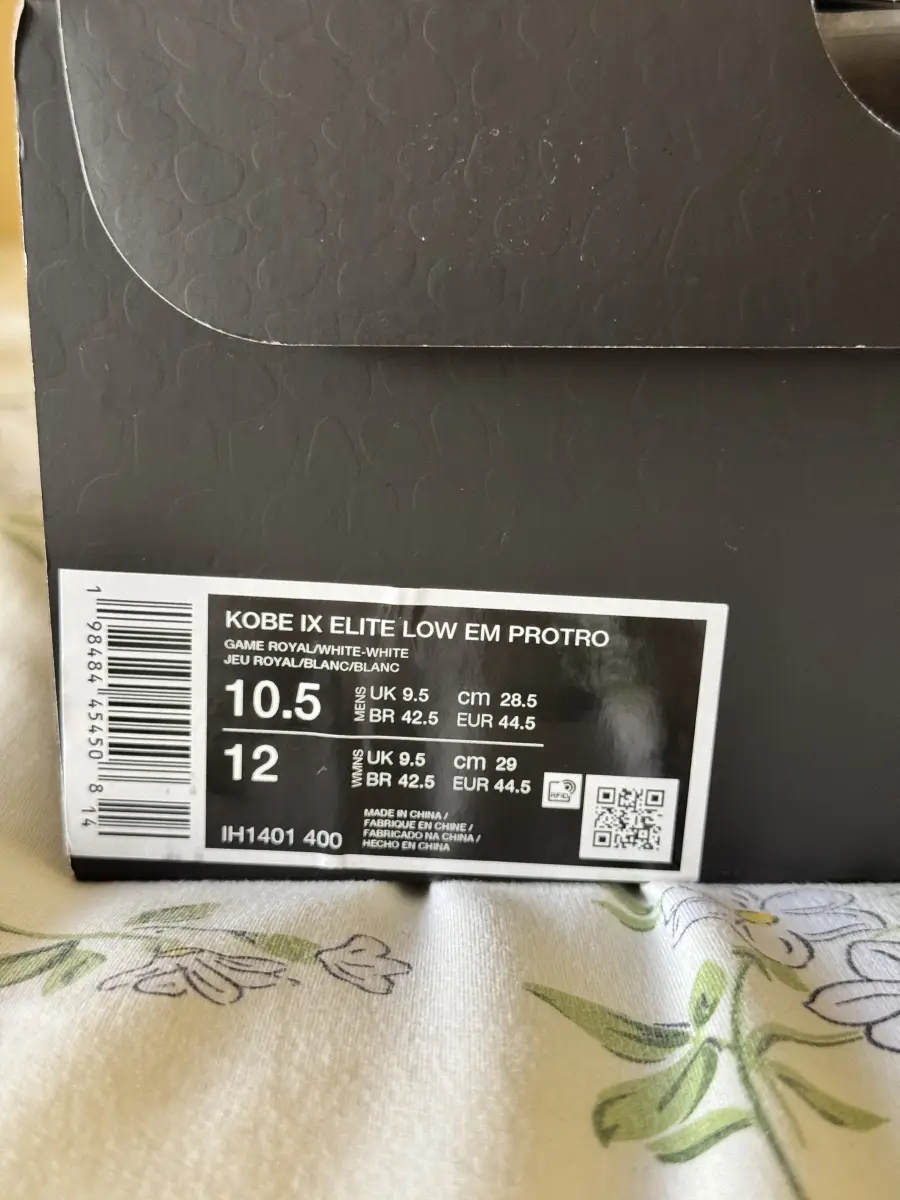 1 98484 45450 8 14
KOBE IX ELITE LOW EM PROTRO
GAME ROYAL/WHITE-WHITE
JEU ROYAL/BLANC/BLANC
10.5 MENS UK 9.5 cm 28.5
BR 42.5 EUR 44.5
12 WMNS UK 9.5 cm 29
BR 42.5 EUR 44.5
RFID
IH1401 400
MADE IN CHINA /
FABRIQUE EN CHINE /
FABRICADO NA CHINA /
HECHO EN CHINA